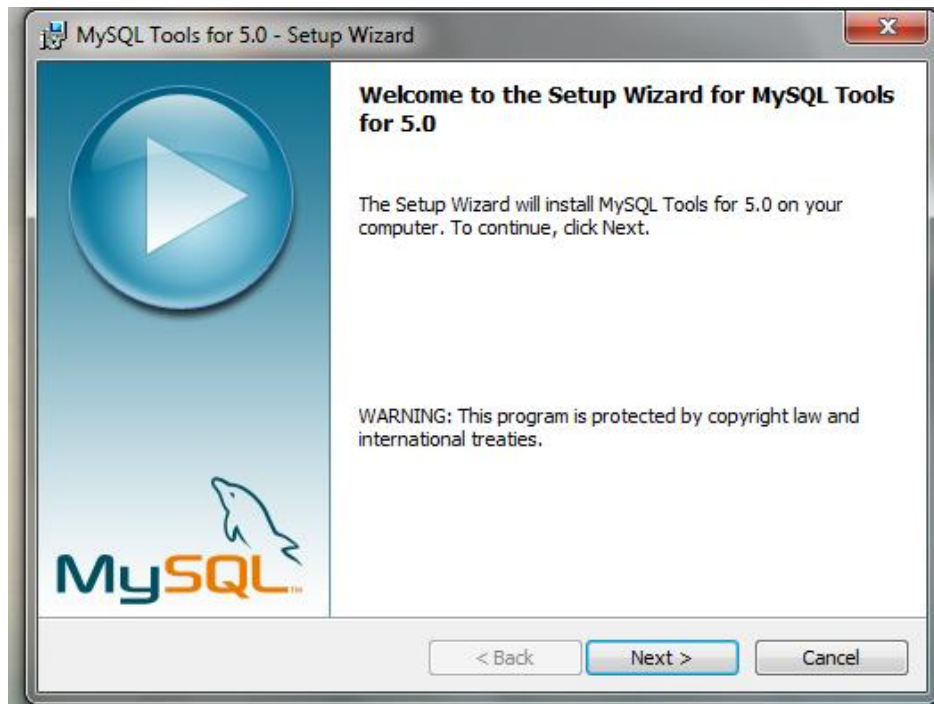 MySQL Tools for 5.0 - Setup Wizard
Welcome to the Setup Wizard for MySQL Tools
for 5.0
The Setup Wizard will install MySQL Tools for 5.0 on your
computer. To continue, click Next.
WARNING: This program is protected by copyright law and
international treaties.
MySQL™
< Back Next > Cancel